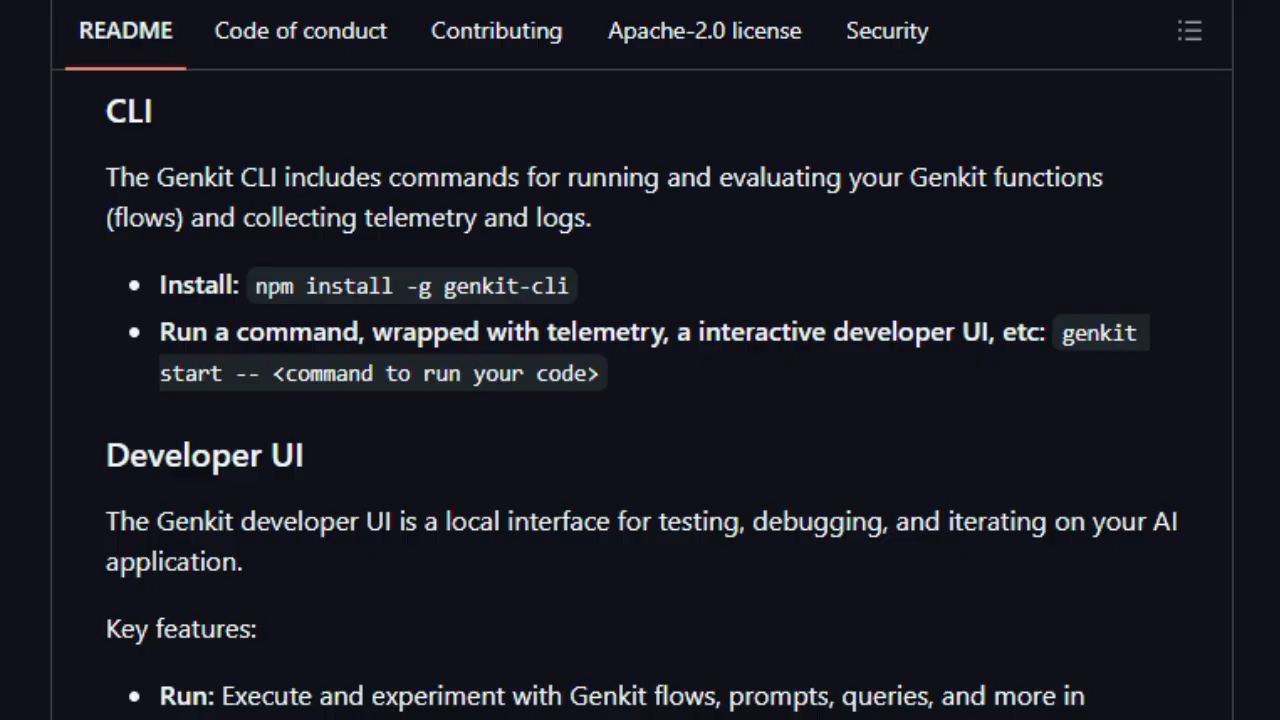 README Code of conduct Contributing Apache-2.0 license Security
CLI
The Genkit CLI includes commands for running and evaluating your Genkit functions
(flows) and collecting telemetry and logs.
Install: npm install -g genkit-cli
Run a command, wrapped with telemetry, a interactive developer UI, etc: genkit
start -- <command to run your code>
Developer UI
The Genkit developer UI is a local interface for testing, debugging, and iterating on your AI
application.
Key features:
Run: Execute and experiment with Genkit flows, prompts, queries, and more in